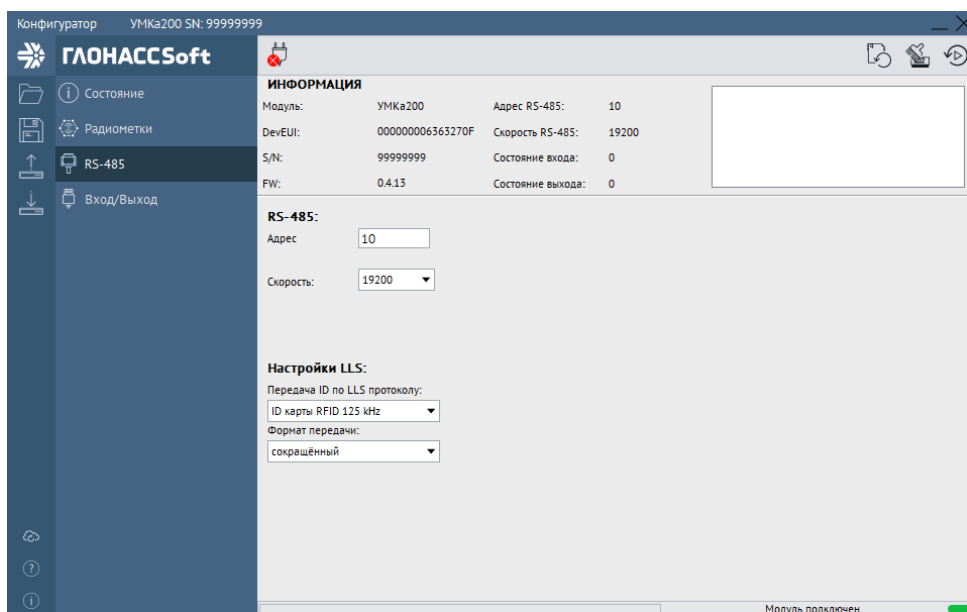 Конфигуратор УМКа200 SN: 99999999
ГЛОНАССSoft
Состояние
Радиометки
RS-485
Вход/Выход
ИНФОРМАЦИЯ
Модуль: УМКа200 Адрес RS-485: 10
DevEUI: 000000006363270F Скорость RS-485: 19200
S/N: 99999999 Состояние входа: 0
FW: 0.4.13 Состояние выхода: 0
RS-485:
Адрес 10
Скорость: 19200
Настройки LLS:
Передача ID по LLS протоколу:
ID карты RFID 125 kHz
Формат передачи:
сокращённый
Модуль подключен